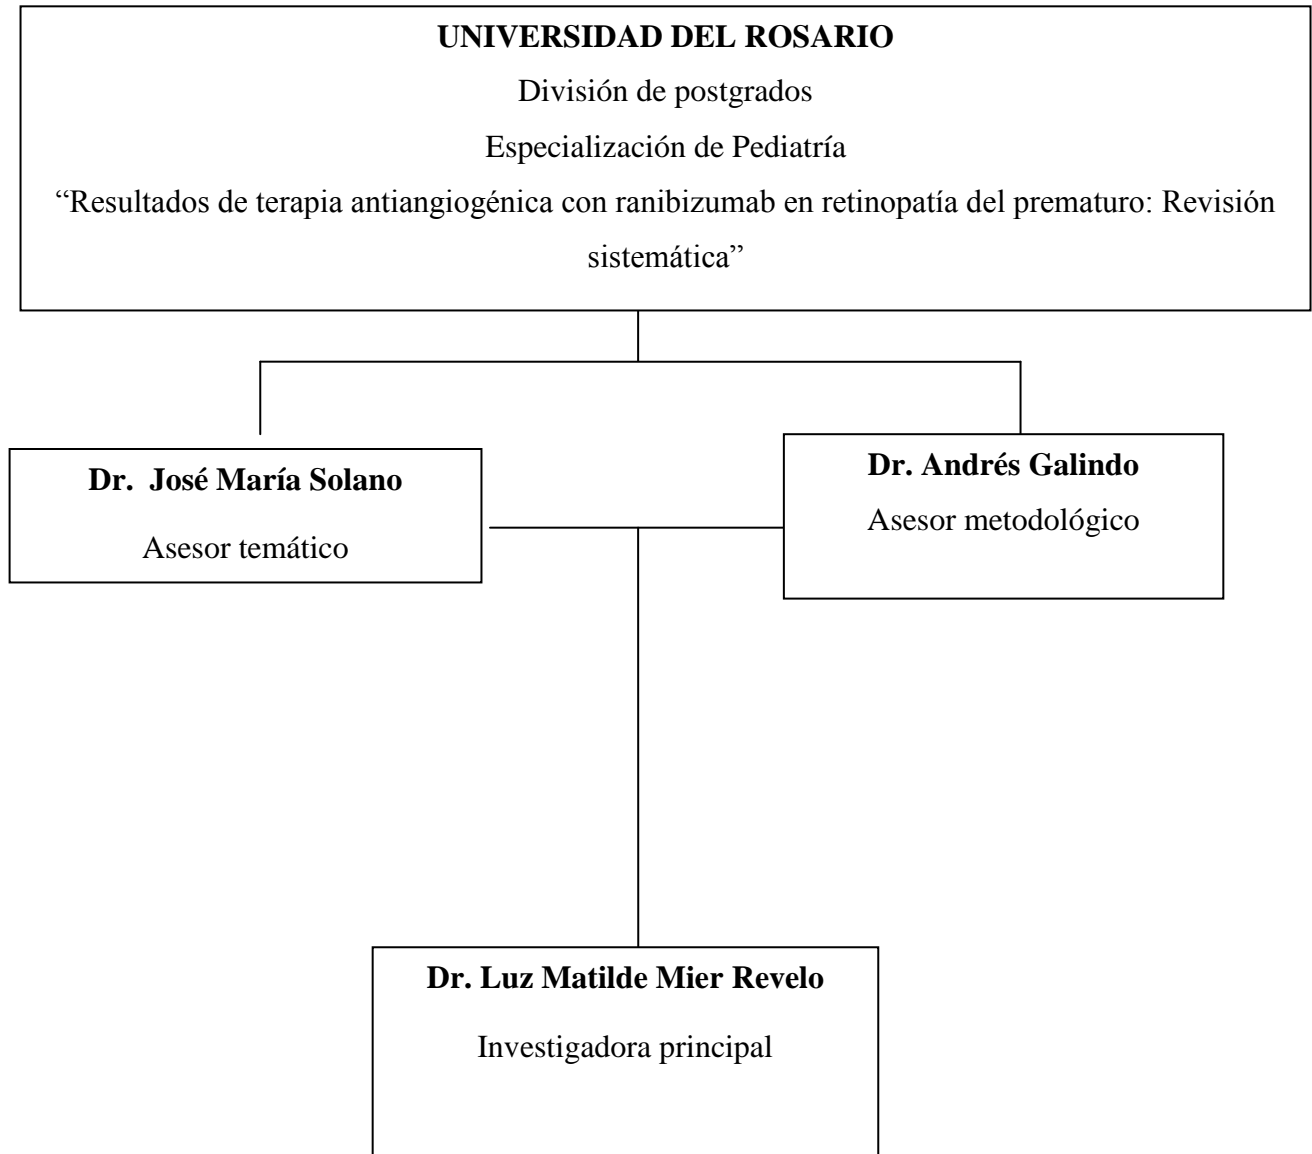 UNIVERSIDAD DEL ROSARIO
División de postgrados
Especialización de Pediatría
“Resultados de terapia antiangiogénica con ranibizumab en retinopatía del prematuro: Revisión
sistemática”
Dr. José María Solano
Asesor temático
Dr. Andrés Galindo
Asesor metodológico
Dr. Luz Matilde Mier Revelo
Investigadora principal